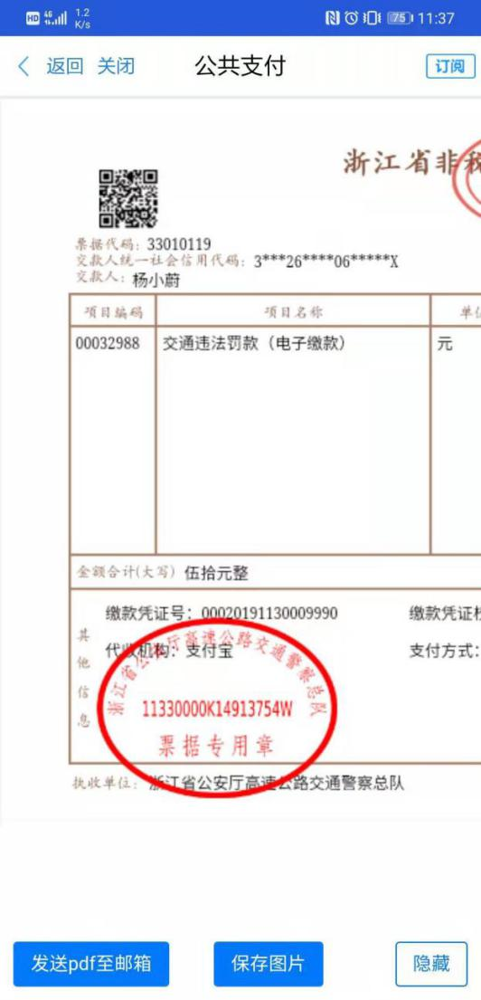 HD 46 1.2 K/s 75 11:37
返回 关闭 公共支付 订阅
浙江省非税
票据代码：33010119
交款人统一社会信用代码：3***26****06*****X
交款人：杨小蔚
项目编码 项目名称 单位
00032988 交通违法罚款（电子缴款） 元
金额合计(大写) 伍拾元整
其他信息
缴款凭证号：00020191130009990 缴款凭证校
代收机构：支付宝 支付方式：
浙江省公安厅高速公路交通警察总队
11330000K14913754W
票据专用章
执收单位：浙江省公安厅高速公路交通警察总队
发送pdf至邮箱 保存图片 隐藏